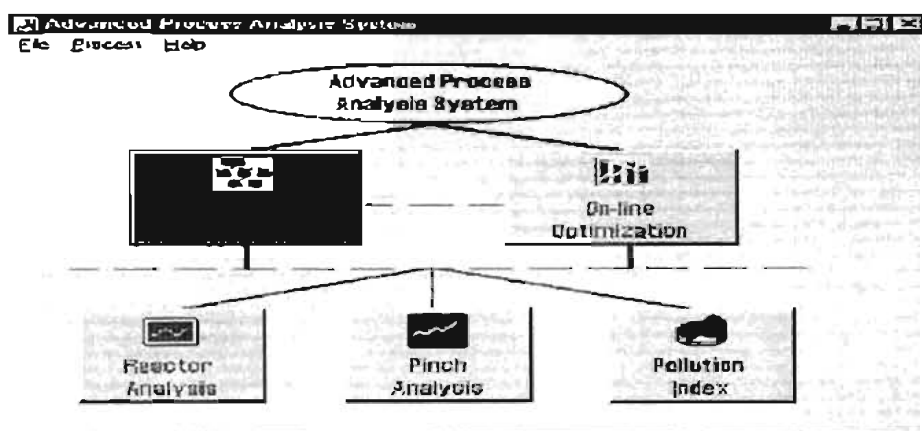 Advanced Process Analysis System
File Process Help
Advanced Process
Analysis System
On-line
Optimization
Reactor
Analysis
Pinch
Analysis
Pollution
Index